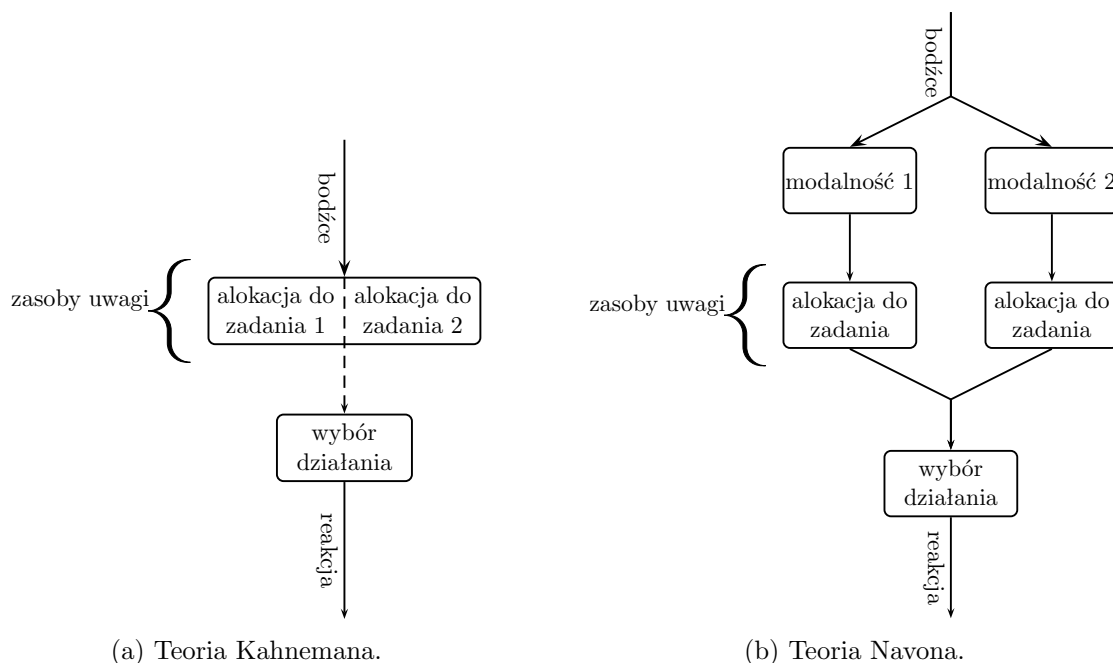 bodźce
zasoby uwagi
alokacja do
zadania 1
alokacja do
zadania 2
wybór
działania
reakcja
(a) Teoria Kahnemana.
bodźce
modalność 1
modalność 2
zasoby uwagi
alokacja do
zadania
alokacja do
zadania
wybór
działania
reakcja
(b) Teoria Navona.